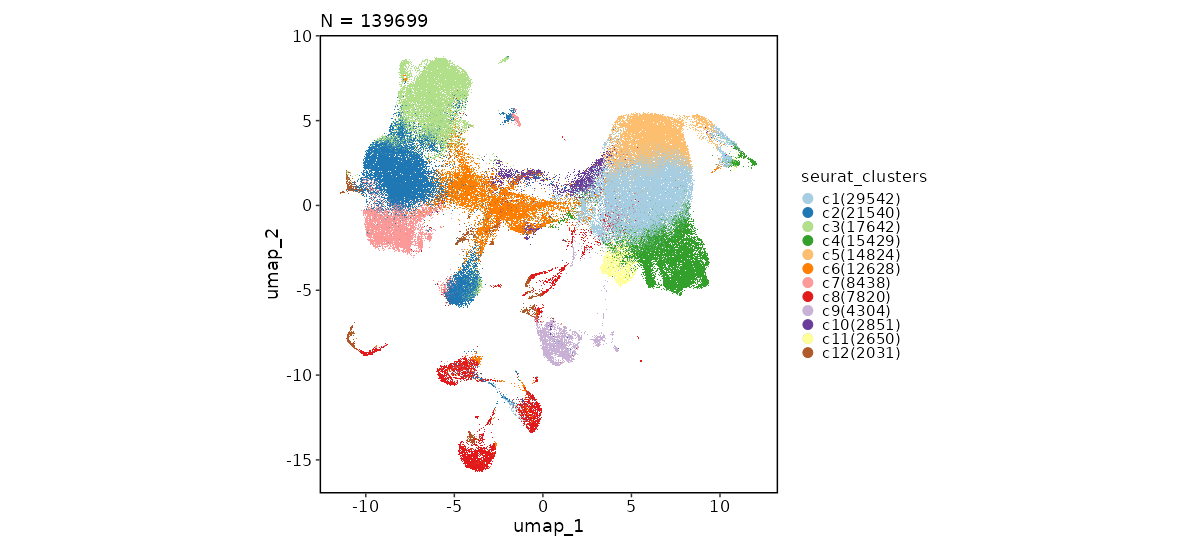 N = 139699
10
5
0
-5
-10
-15
umap_2
-10
-5
0
5
10
umap_1
seurat_clusters
c1(29542)
c2(21540)
c3(17642)
c4(15429)
c5(14824)
c6(12628)
c7(8438)
c8(7820)
c9(4304)
c10(2851)
c11(2650)
c12(2031)